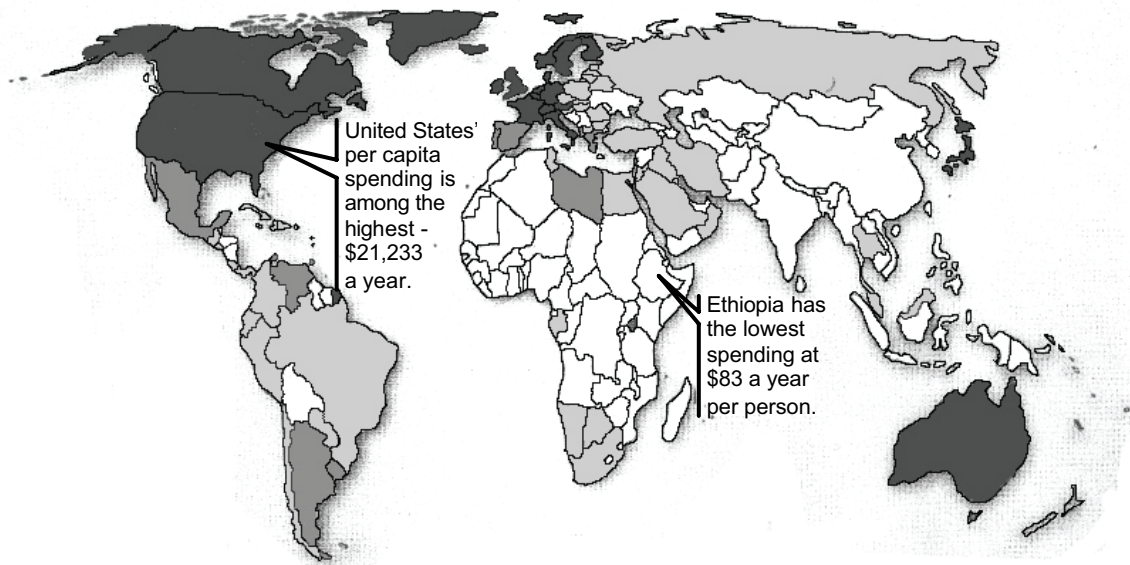 United States’
per capita
spending is
among the
highest -
$21,233
a year.
Ethiopia has
the lowest
spending at
$83 a year
per person.